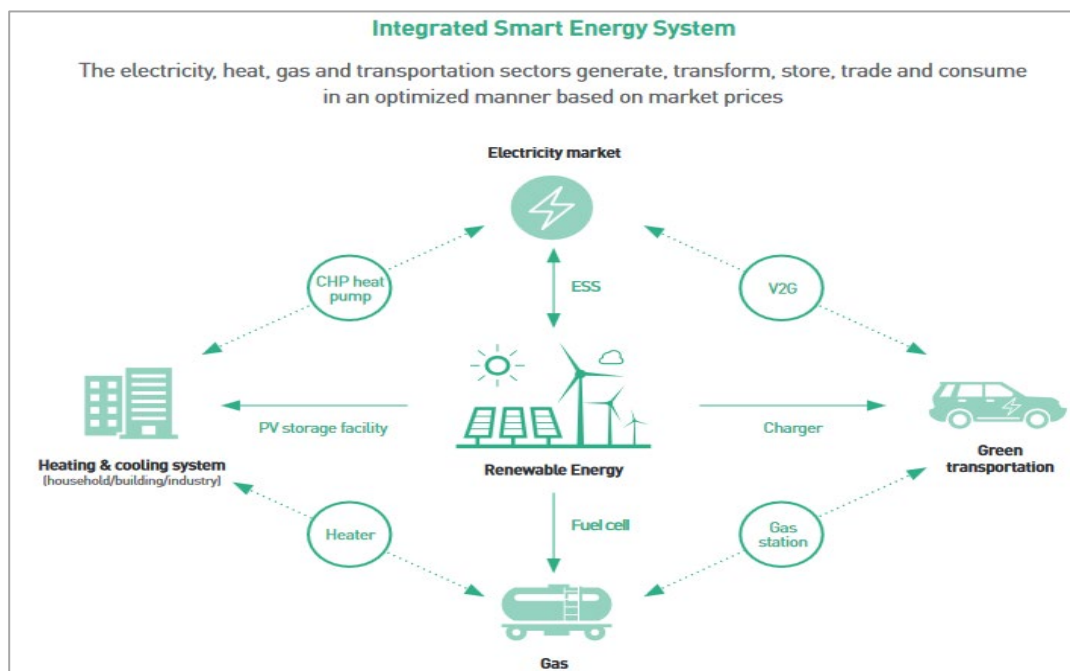 Integrated Smart Energy System
The electricity, heat, gas and transportation sectors generate, transform, store, trade and consume
in an optimized manner based on market prices
Electricity market
CHP heat
pump
ESS
V2G
PV storage facility
Charger
Heating & cooling system
(household/building/industry)
Renewable Energy
Green
transportation
Heater
Fuel cell
Gas
station
Gas